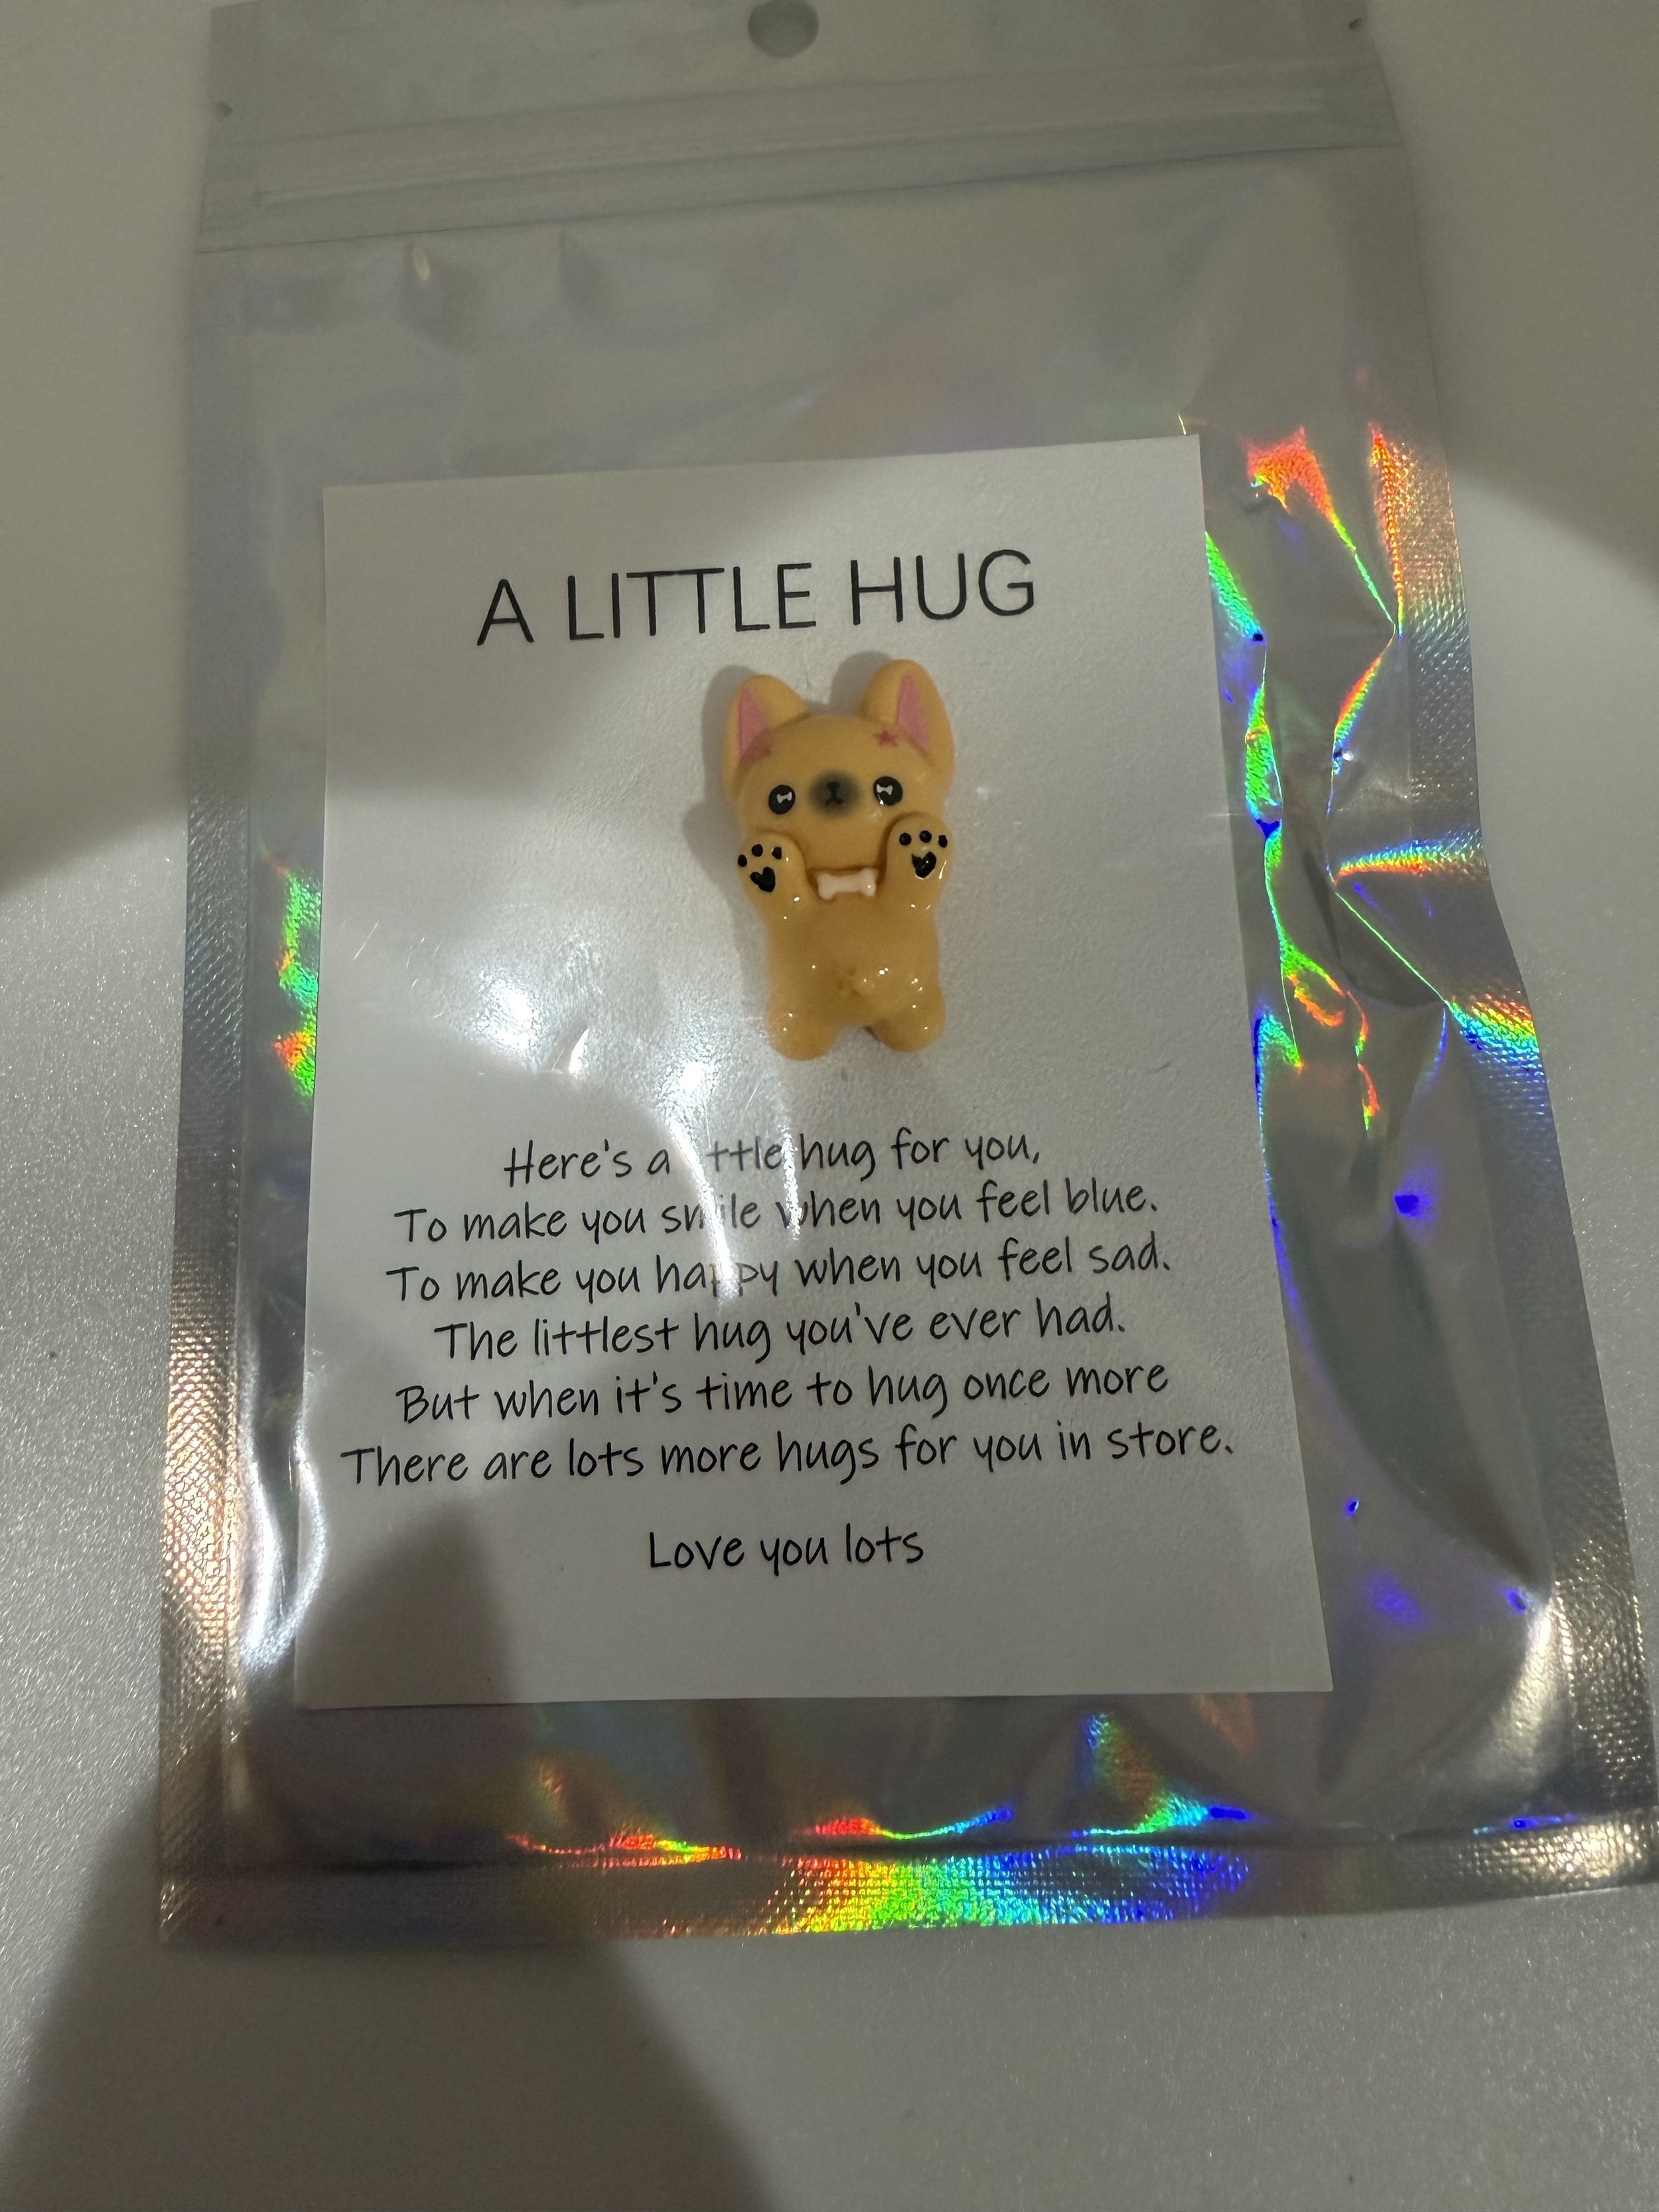 A LITTLE HUG
Here's a little hug for you,
To make you smile when you feel blue.
To make you happy when you feel sad.
The littlest hug you've ever had.
But when it's time to hug once more
There are lots more hugs for you in store.
Love you lots